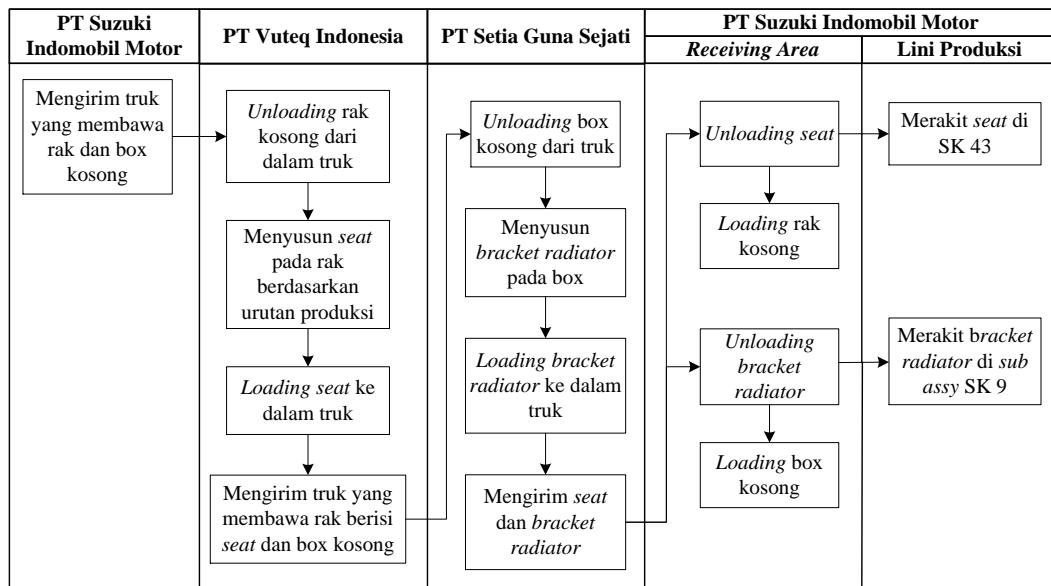 PT Suzuki
Indomobil Motor
PT Vuteq Indonesia
PT Setia Guna Sejati
PT Suzuki Indomobil Motor
Receiving Area
Lini Produksi
Mengirim truk
yang membawa
rak dan box
kosong
Unloading rak
kosong dari
dalam truk
Menyusun seat
pada rak
berdasarkan
urutan produksi
Loading seat ke
dalam truk
Mengirim truk yang
membawa rak berisi
seat dan box kosong
Unloading box
kosong dari truk
Menyusun
bracket radiator
pada box
Loading bracket
radiator ke dalam
truk
Mengirim seat
dan bracket
radiator
Unloading seat
Loading rak
kosong
Unloading
bracket
radiator
Loading box
kosong
Merakit seat di
SK 43
Merakit bracket
radiator di sub
assy SK 9